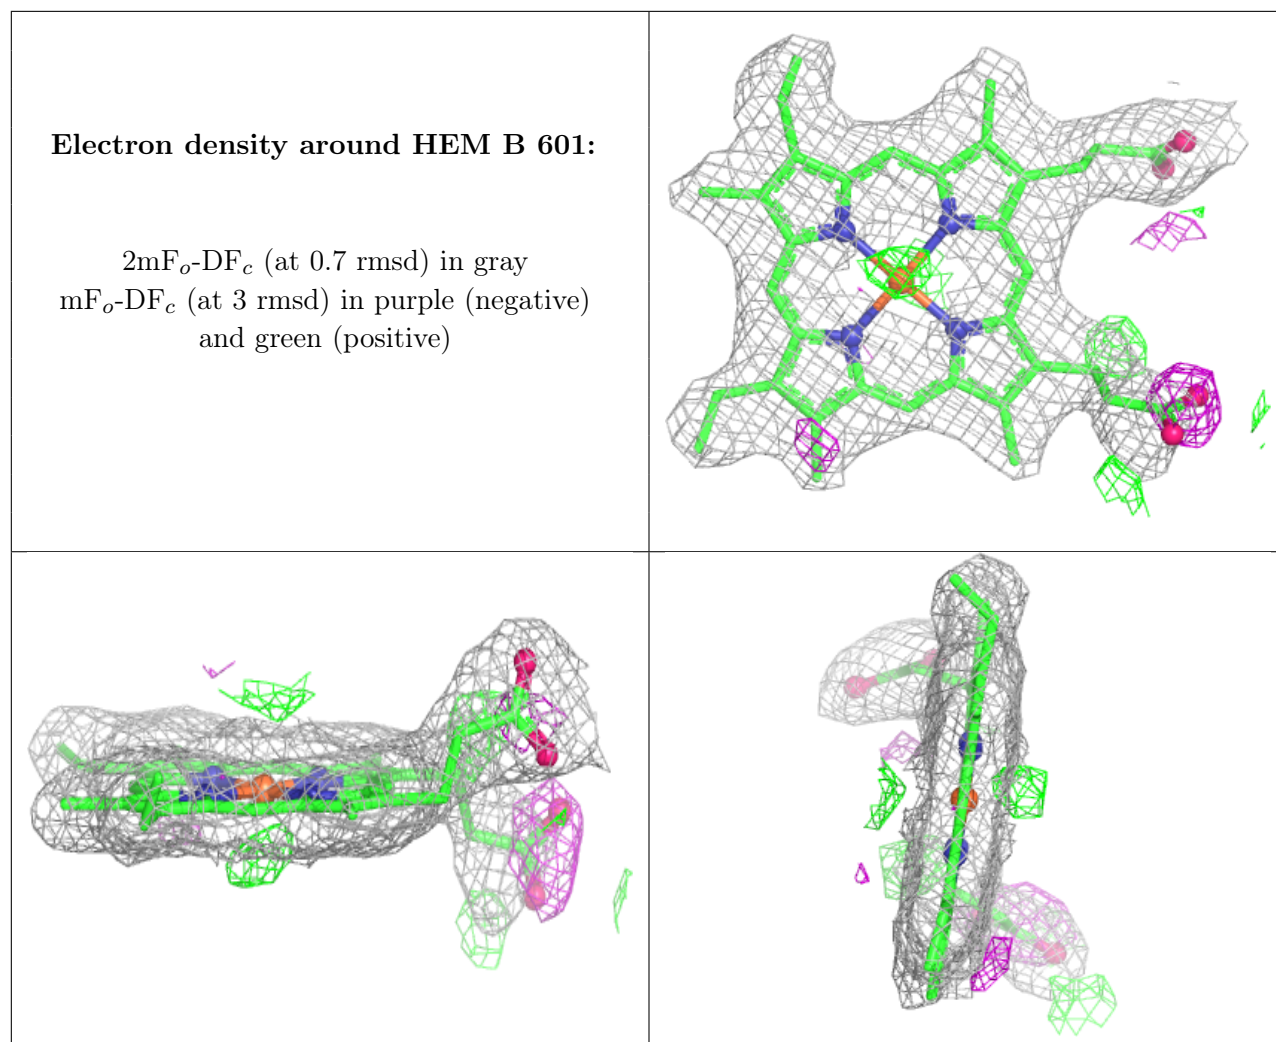 Electron density around HEM B 601:
2mFo-DFc (at 0.7 rmsd) in gray
mFo-DFc (at 3 rmsd) in purple (negative)
and green (positive)